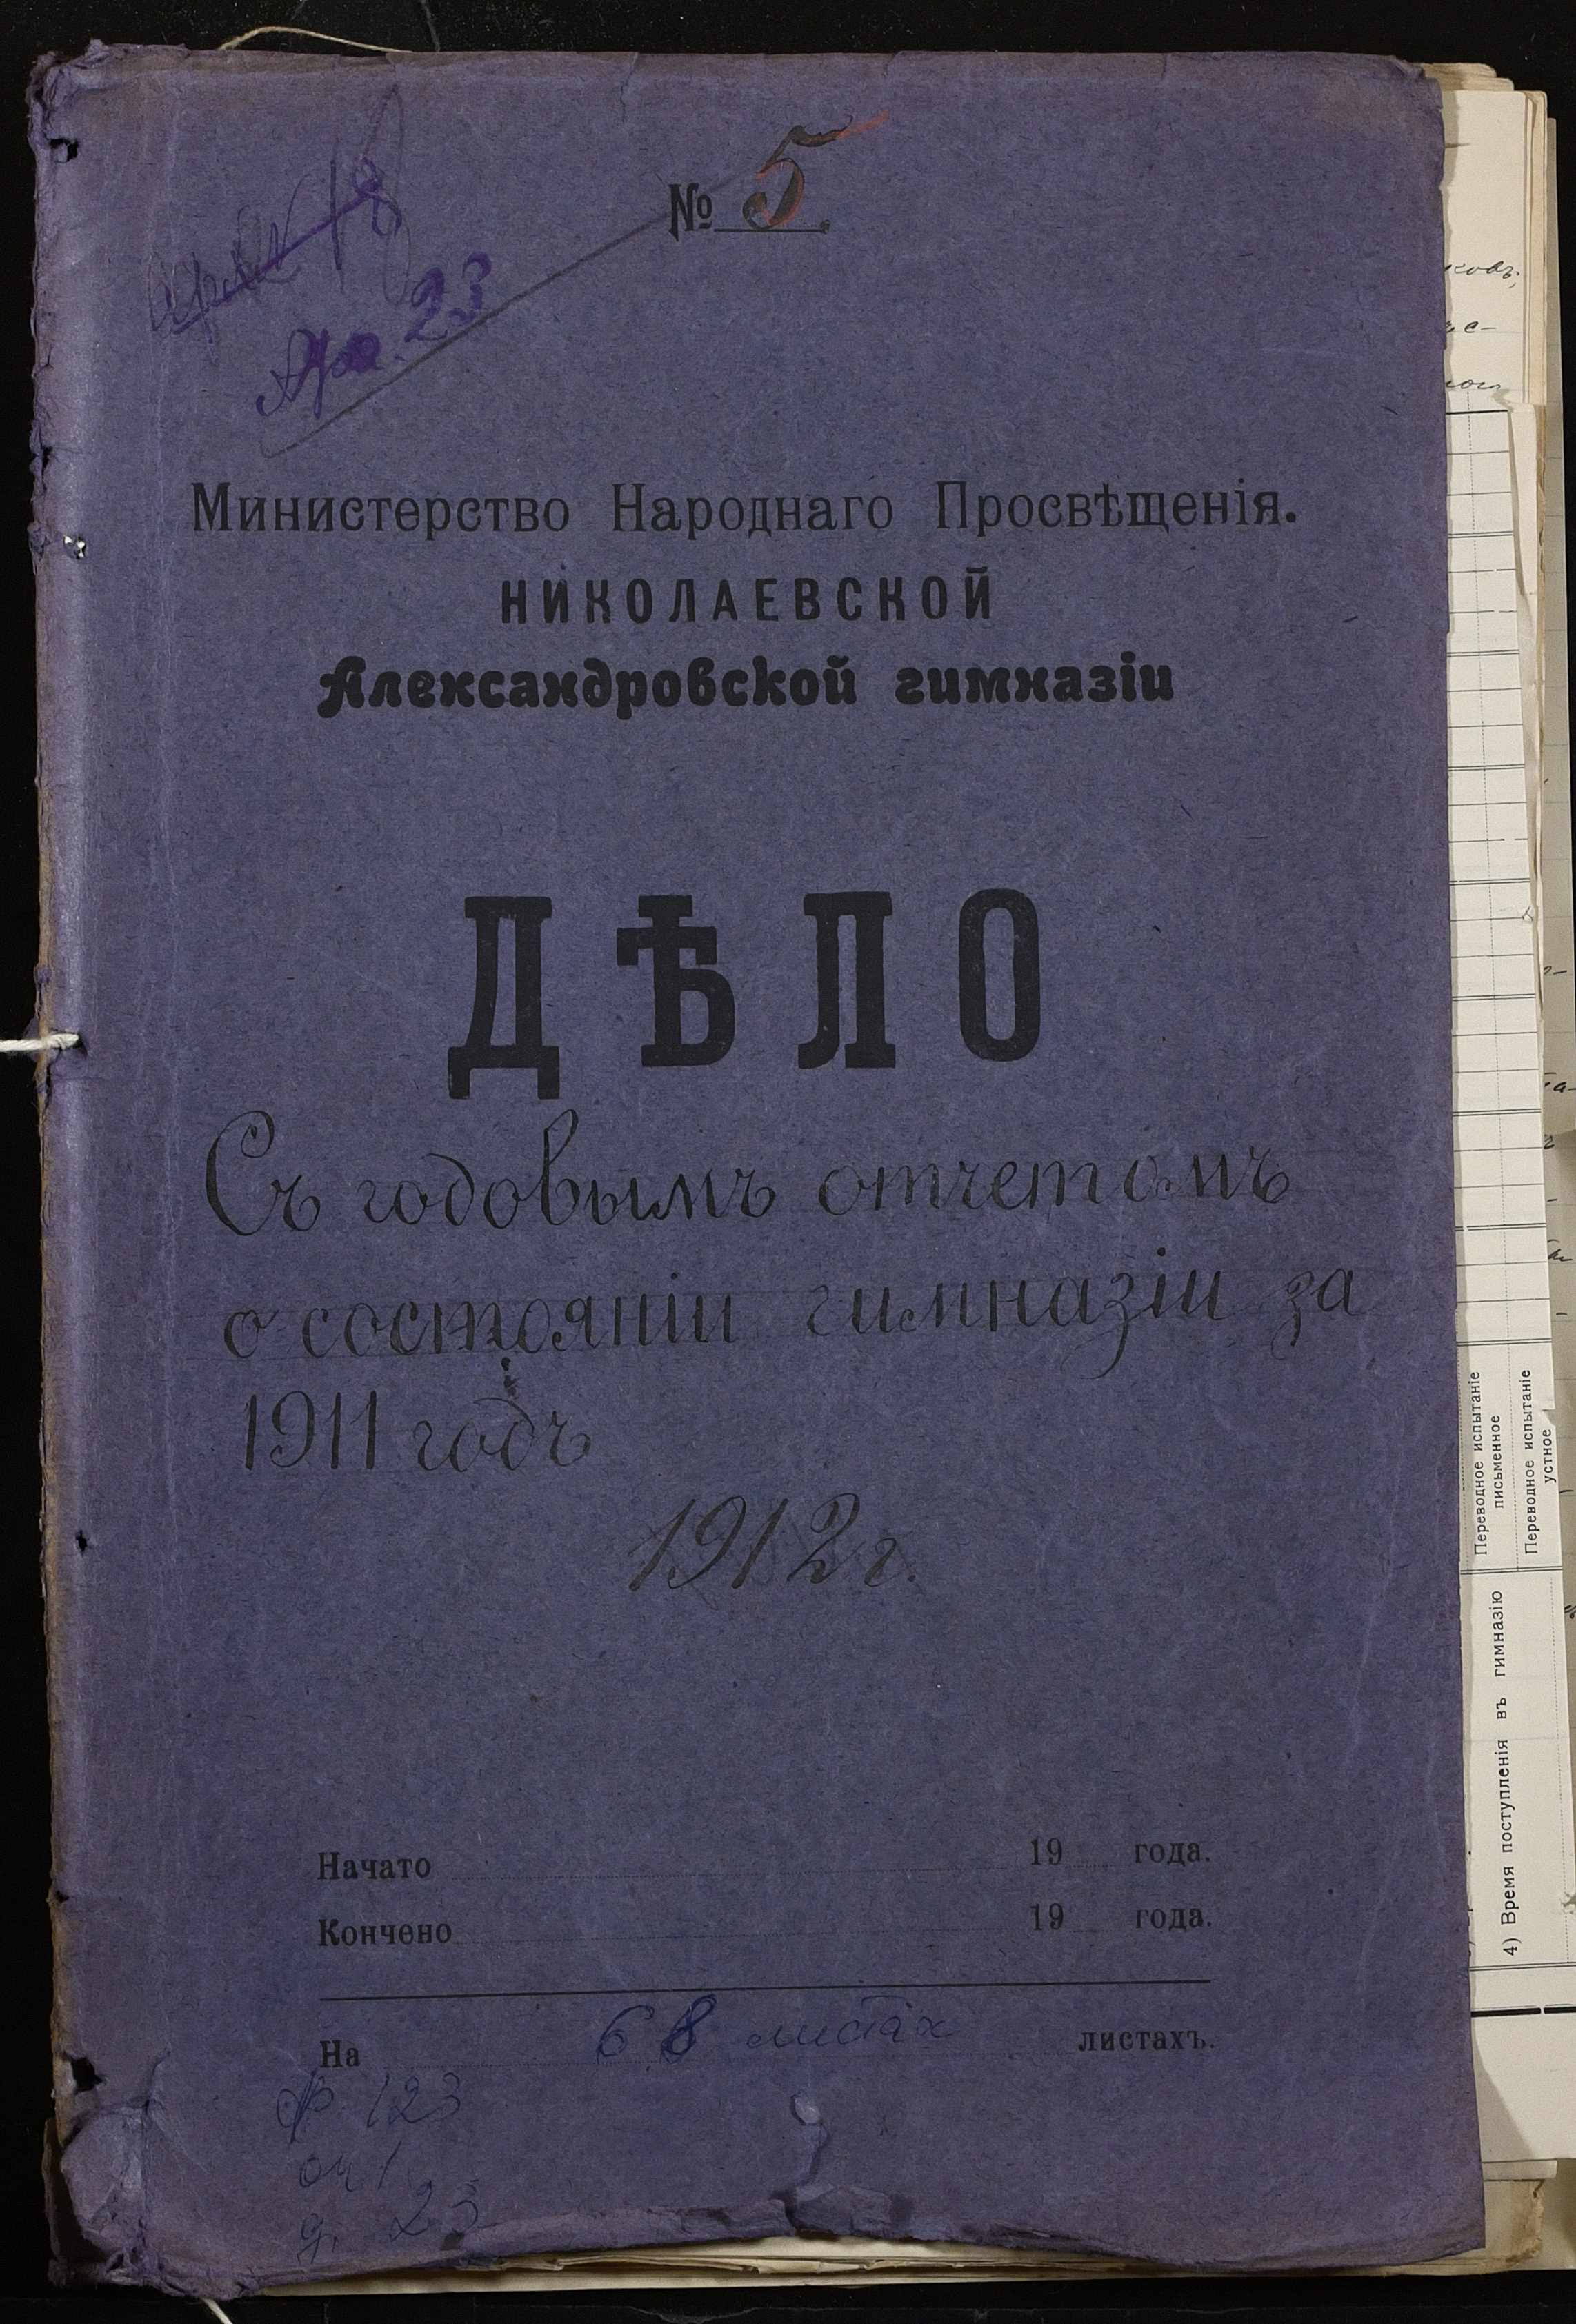 № 5
23
Министерство Народнаго Просвѣщенія.
НИКОЛАЕВСКОЙ
Александровской гимназіи
ДѢЛО
Съ годовымъ отчетомъ
о состояніи гимназіи за
1911 годъ
1912 г.
Начато 19 года.
Кончено 19 года.
На 68 листах листахъ.
ф. 123
оп 1
д. 23
Переводное испытаніе
письменное
Переводное испытаніе
устное
4) Время поступленія въ гимназію